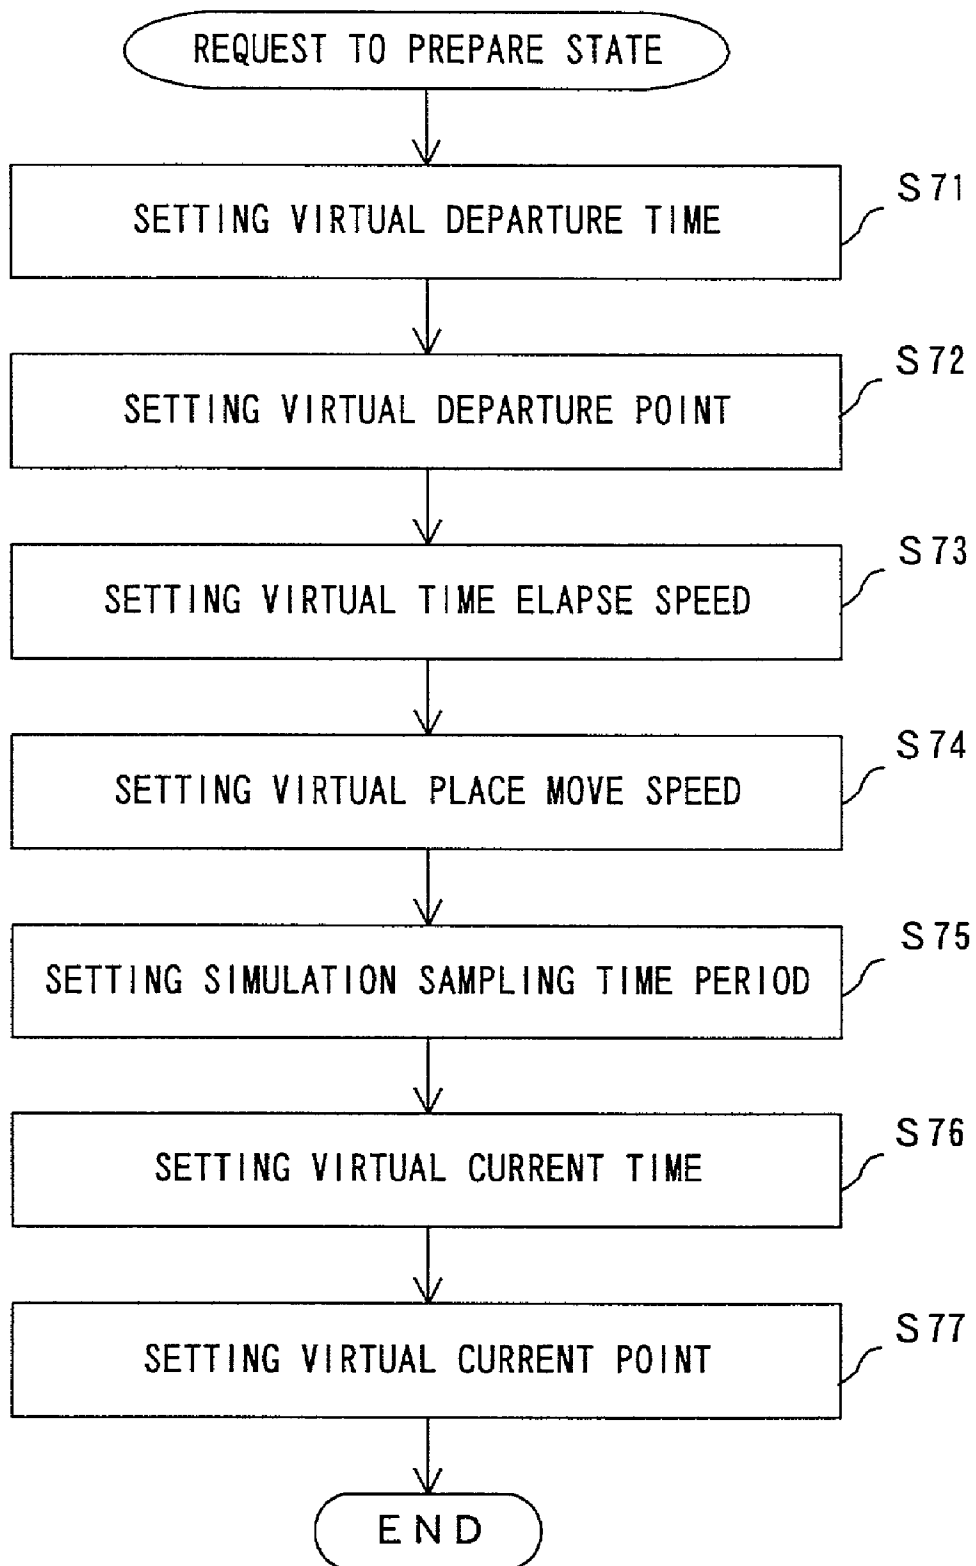 REQUEST TO PREPARE STATE
S71
SETTING VIRTUAL DEPARTURE TIME
S72
SETTING VIRTUAL DEPARTURE POINT
S73
SETTING VIRTUAL TIME ELAPSE SPEED
S74
SETTING VIRTUAL PLACE MOVE SPEED
S75
SETTING SIMULATION SAMPLING TIME PERIOD
S76
SETTING VIRTUAL CURRENT TIME
S77
SETTING VIRTUAL CURRENT POINT
END